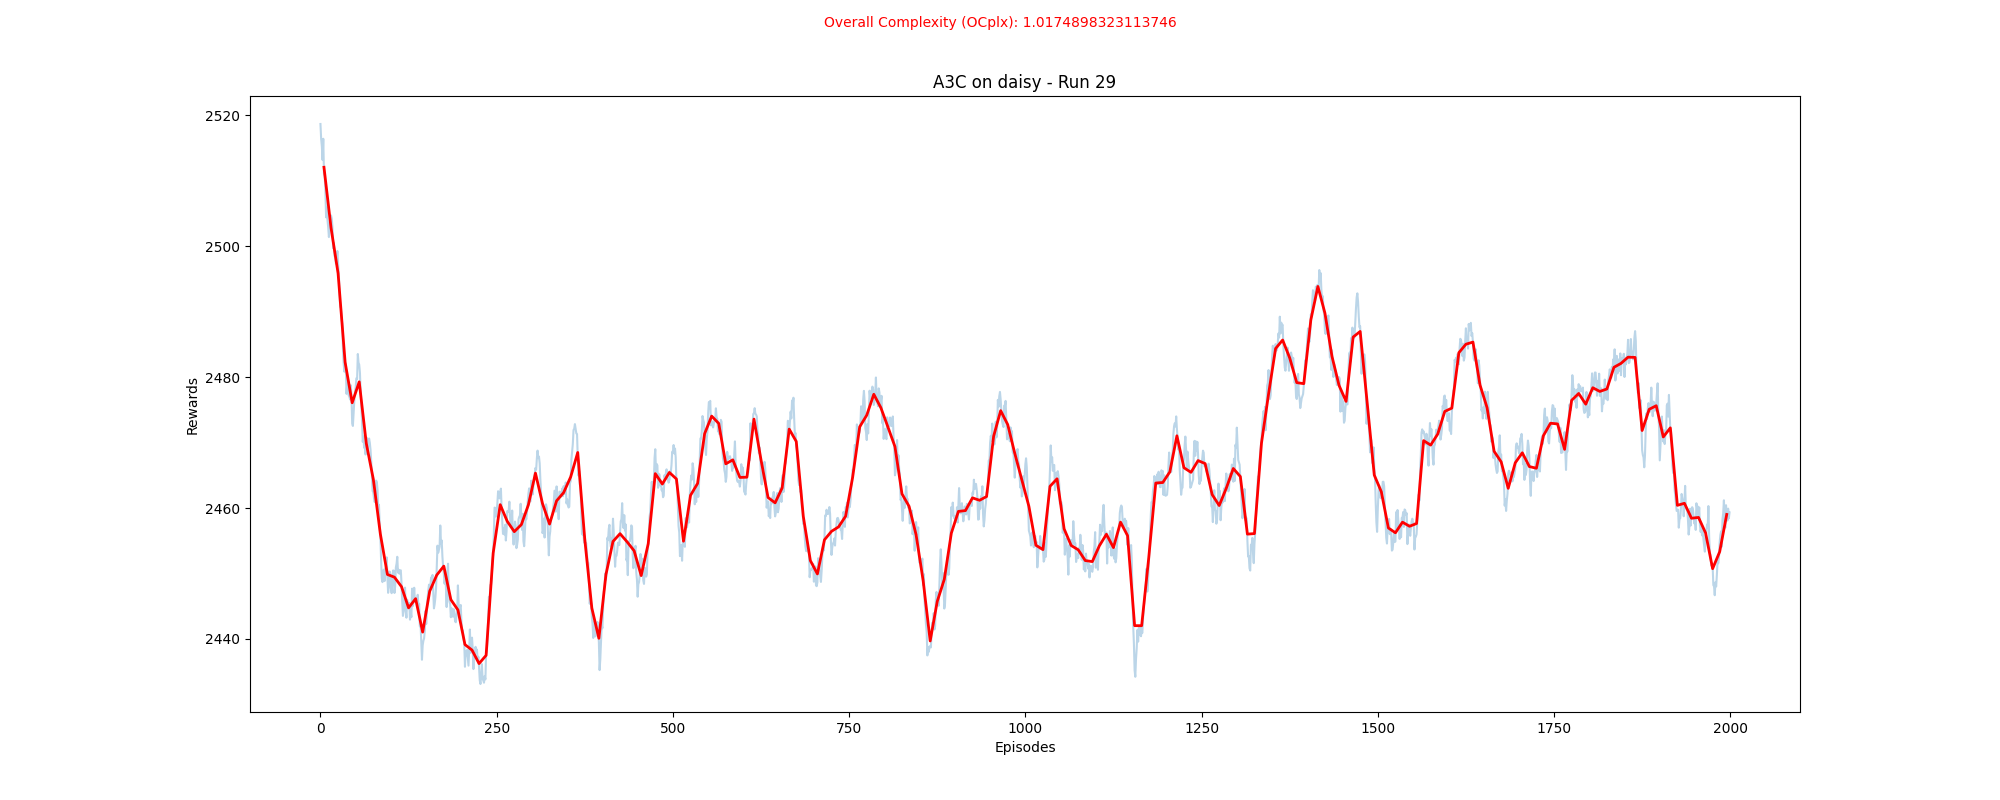 Overall Complexity (OCplx): 1.0174898323113746
A3C on daisy - Run 29
2520
2500
2480
2460
2440
Rewards
0 250 500 750 1000 1250 1500 1750 2000
Episodes